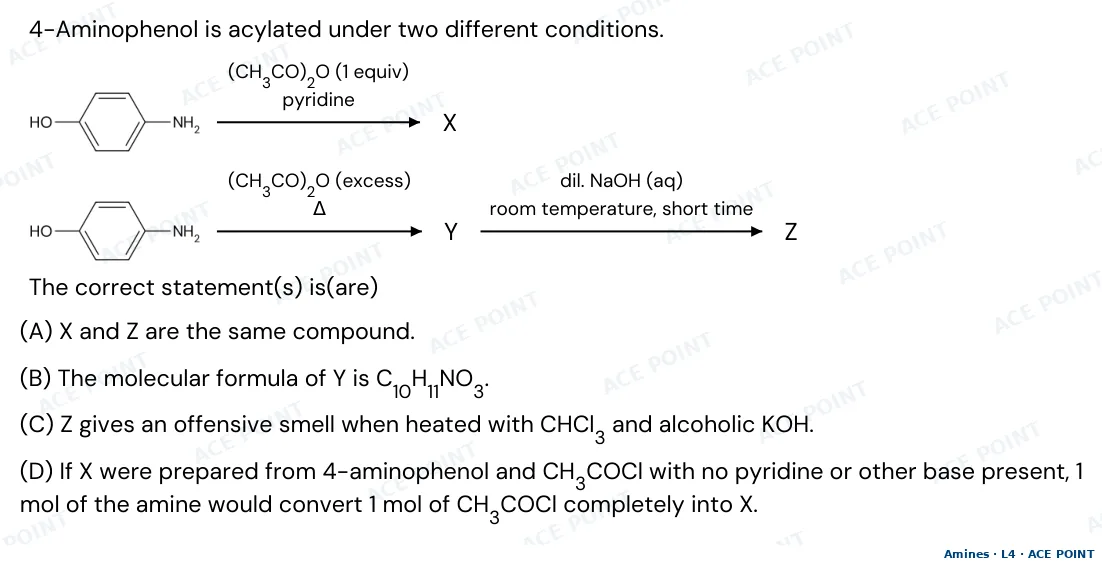 4-Aminophenol is acylated under two different conditions.
(CH₃CO)₂O (1 equiv)
pyridine
HO NH₂ X
(CH₃CO)₂O (excess) dil. NaOH (aq)
Δ room temperature, short time
HO NH₂ Y Z
The correct statement(s) is(are)
(A) X and Z are the same compound.
(B) The molecular formula of Y is C₁₀H₁₁NO₃.
(C) Z gives an offensive smell when heated with CHCl₃ and alcoholic KOH.
(D) If X were prepared from 4-aminophenol and CH₃COCl with no pyridine or other base present, 1
mol of the amine would convert 1 mol of CH₃COCl completely into X.
Amines · L4 · ACE POINT